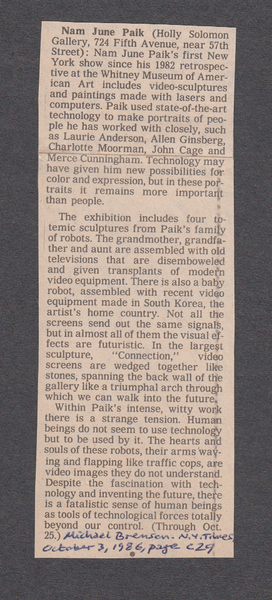 Nam June Paik (Holly Solomon
Gallery, 724 Fifth Avenue, near 57th
Street): Nam June Paik's first New
York show since his 1982 retrospec-
tive at the Whitney Museum of Amer-
ican Art includes video-sculptures
and paintings made with lasers and
computers. Paik used state-of-the-art
technology to make portraits of peo-
ple he has worked with closely, such
as Laurie Anderson, Allen Ginsberg,
Charlotte Moorman, John Cage and
Merce Cunningham. Technology may
have given him new possibilities for
color and expression, but in these por-
traits it remains more important
than people.
The exhibition includes four to-
temic sculptures from Paik's family
of robots. The grandmother, grandfa-
ther and aunt are assembled with old
televisions that are disemboweled
and given transplants of modern
video equipment. There is also a baby
robot, assembled with recent video
equipment made in South Korea, the
artist's home country. Not all the
screens send out the same signals,
but in almost all of them the visual ef-
fects are futuristic. In the largest
sculpture, "Connection," video
screens are wedged together like
stones, spanning the back wall of the
gallery like a triumphal arch through
which we can walk into the future.
Within Paik's intense, witty work
there is a strange tension. Human
beings do not seem to use technology
but to be used by it. The hearts and
souls of these robots, their arms wav-
ing and flapping like traffic cops, are
video images they do not understand.
Despite the fascination with tech-
nology and inventing the future, there
is a fatalistic sense of human beings
as tools of technological forces totally
beyond our control. (Through Oct.
25.) Michael Brenson - N.Y. Times,
October 3, 1986, page C29